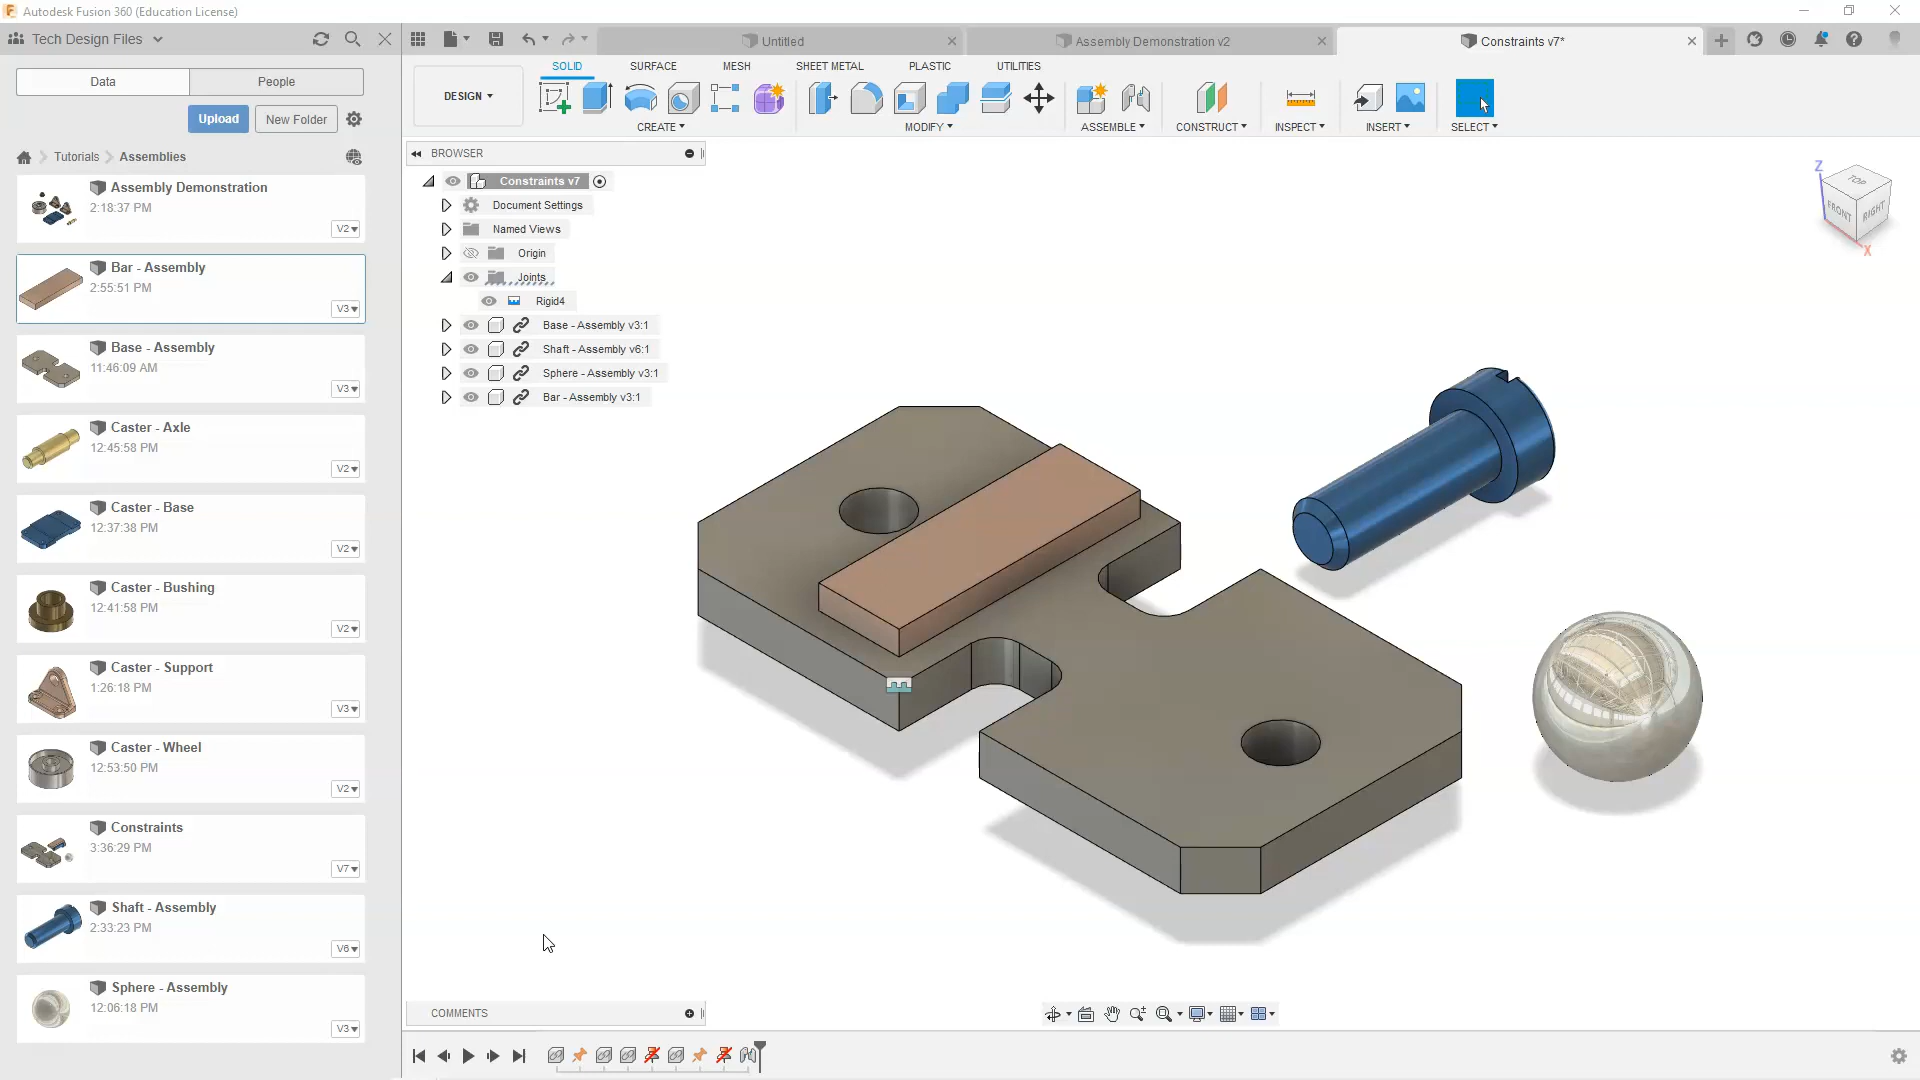 Autodesk Fusion 360 (Education License)
Tech Design Files
Untitled
Assembly Demonstration v2
Constraints v7*
Data
People
Upload
New Folder
Tutorials
Assemblies
Assembly Demonstration
2:18:37 PM
V2
Bar - Assembly
2:55:51 PM
V3
Base - Assembly
11:46:09 AM
V3
Caster - Axle
12:45:58 PM
V2
Caster - Base
12:37:38 PM
V2
Caster - Bushing
12:41:58 PM
V2
Caster - Support
1:26:18 PM
V3
Caster - Wheel
12:53:50 PM
V2
Constraints
3:36:29 PM
V7
Shaft - Assembly
2:33:23 PM
V6
Sphere - Assembly
12:06:18 PM
V3
SOLID
SURFACE
MESH
SHEET METAL
PLASTIC
UTILITIES
DESIGN
CREATE
MODIFY
ASSEMBLE
CONSTRUCT
INSPECT
INSERT
SELECT
BROWSER
Constraints v7
Document Settings
Named Views
Origin
Joints
Rigid4
Base - Assembly v3:1
Shaft - Assembly v6:1
Sphere - Assembly v3:1
Bar - Assembly v3:1
Z
TOP
FRONT
RIGHT
X
COMMENTS